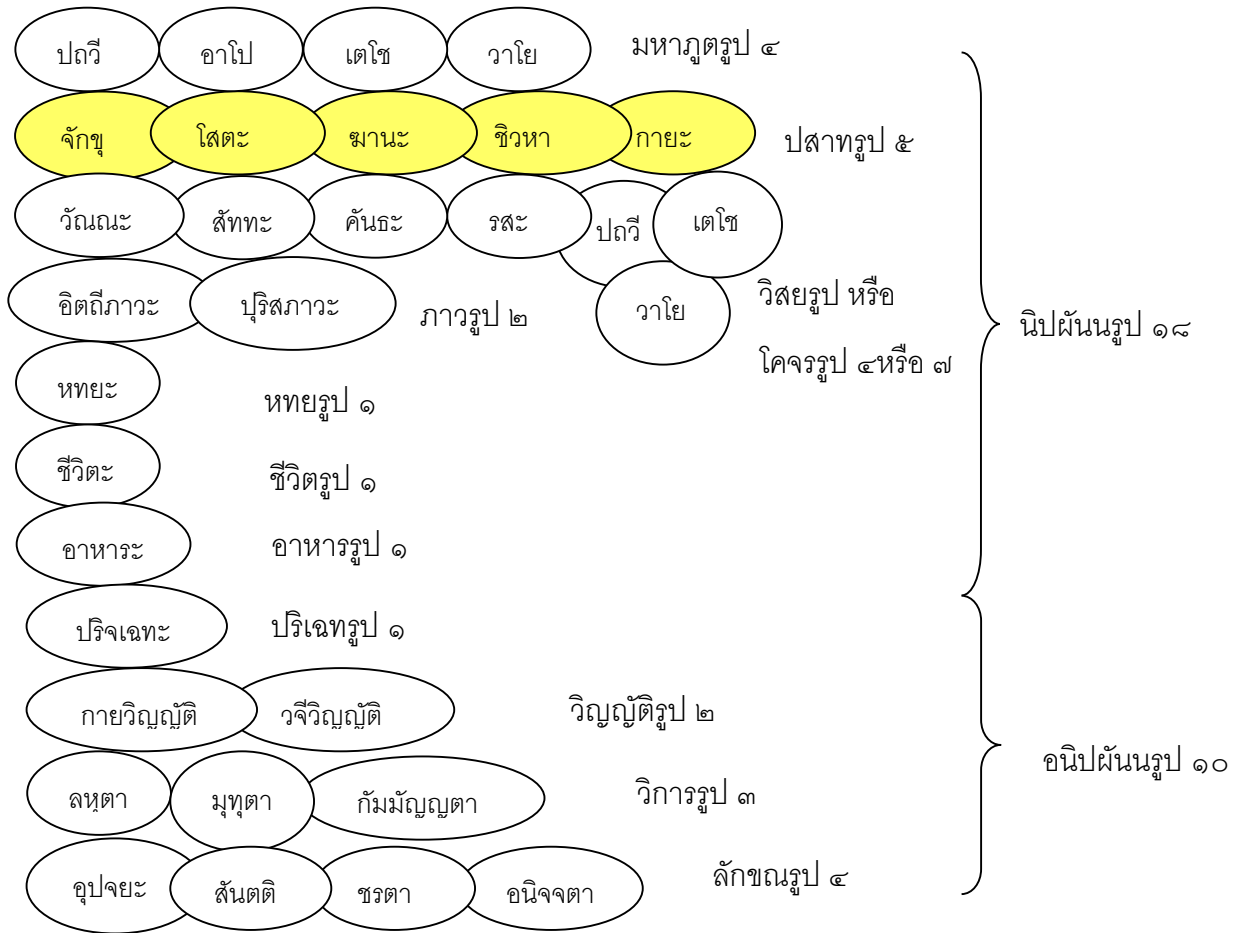 ปถวี อาโป เตโช วาโย มหาภูตรูป ๔
จักขุ โสตะ ฆานะ ชิวหา กายะ ปสาทรูป ๕
วัณณะ สัททะ คันธะ รสะ ปถวี เตโช
วาโย
วิสยรูป หรือ
โคจรรูป ๔หรือ ๗
อิตถีภาวะ ปุริสภาวะ ภาวรูป ๒
นิปผันนรูป ๑๘
หทยะ หทยรูป ๑
ชีวิตะ ชีวิตรูป ๑
อาหาระ อาหารรูป ๑
ปริจเฉทะ ปริเฉทรูป ๑
กายวิญญัติ วจีวิญญัติ วิญญัติรูป ๒
อนิปผันนรูป ๑๐
ลหุตา มุทุตา กัมมัญญตา วิการรูป ๓
อุปจยะ สันตติ ชรตา อนิจจตา ลักขณรูป ๔